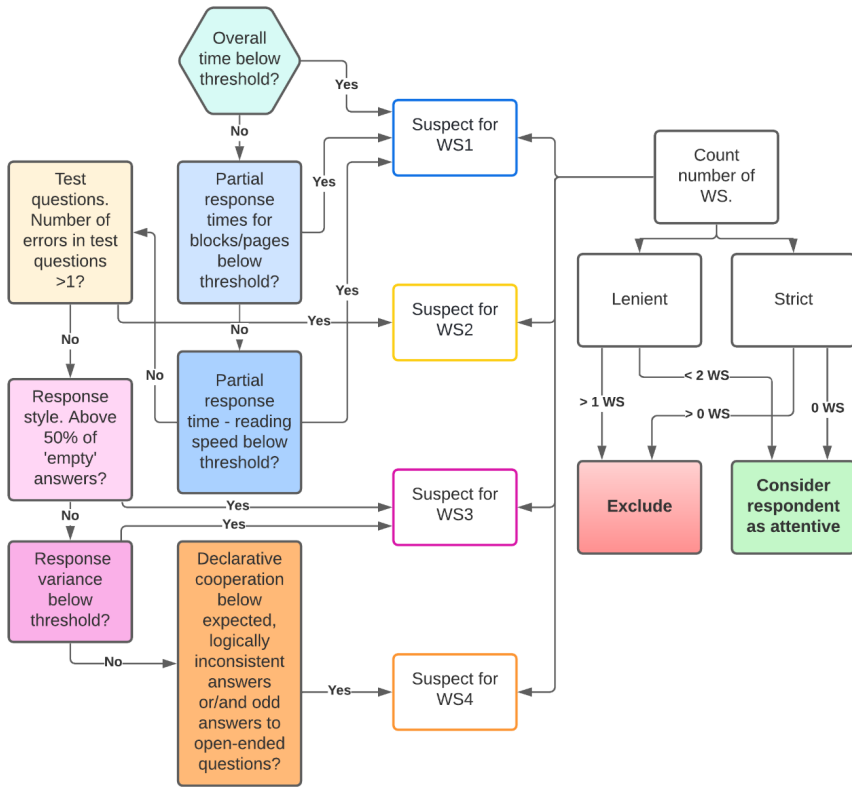 Overall
time below
threshold?
Yes
No
Suspect for
WS1
Count
number of
WS.
Test
questions.
Number of
errors in test
questions
>1?
Partial
response
times for
blocks/pages
below
threshold?
Yes
Yes
Lenient
Strict
Suspect for
WS2
Yes
No
No
Partial
response
time - reading
speed below
threshold?
No
Response
style. Above
50% of
'empty'
answers?
< 2 WS
> 1 WS
> 0 WS
0 WS
Suspect for
WS3
Yes
Yes
No
Exclude
Consider
respondent
as attentive
Response
variance
below
threshold?
No
Declarative
cooperation
below
expected,
logically
inconsistent
answers
or/and odd
answers to
open-ended
questions?
Yes
Suspect for
WS4